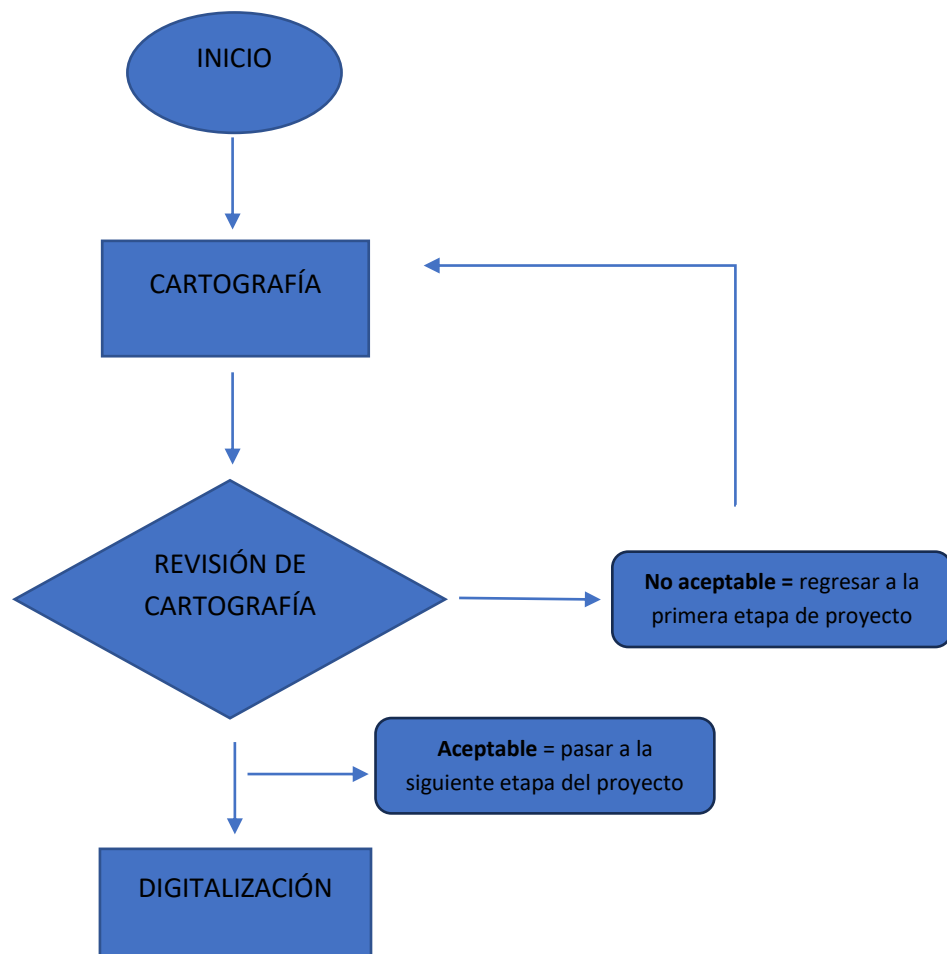 INICIO
CARTOGRAFÍA
REVISIÓN DE
CARTOGRAFÍA
No aceptable = regresar a la
primera etapa de proyecto
Aceptable = pasar a la
siguiente etapa del proyecto
DIGITALIZACIÓN